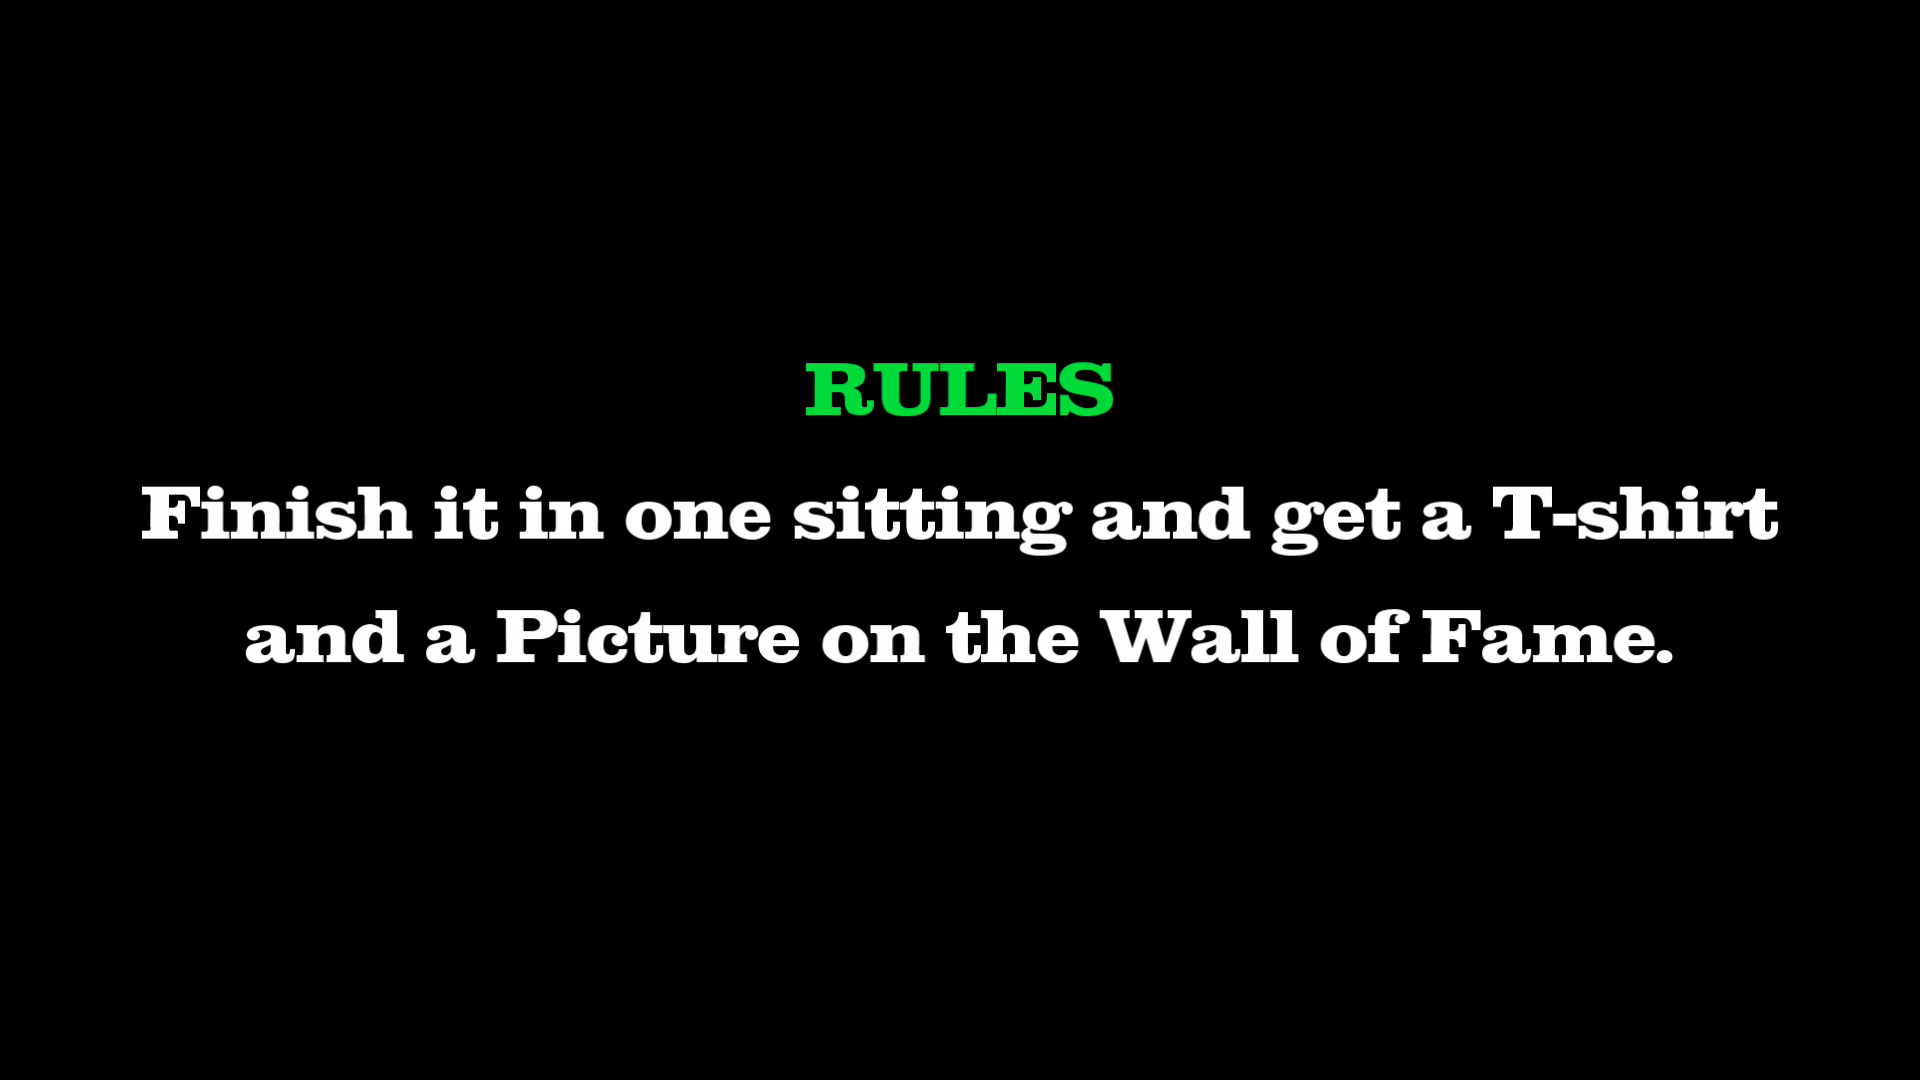 RULES
Finish it in one sitting and get a T-shirt
and a Picture on the Wall of Fame.